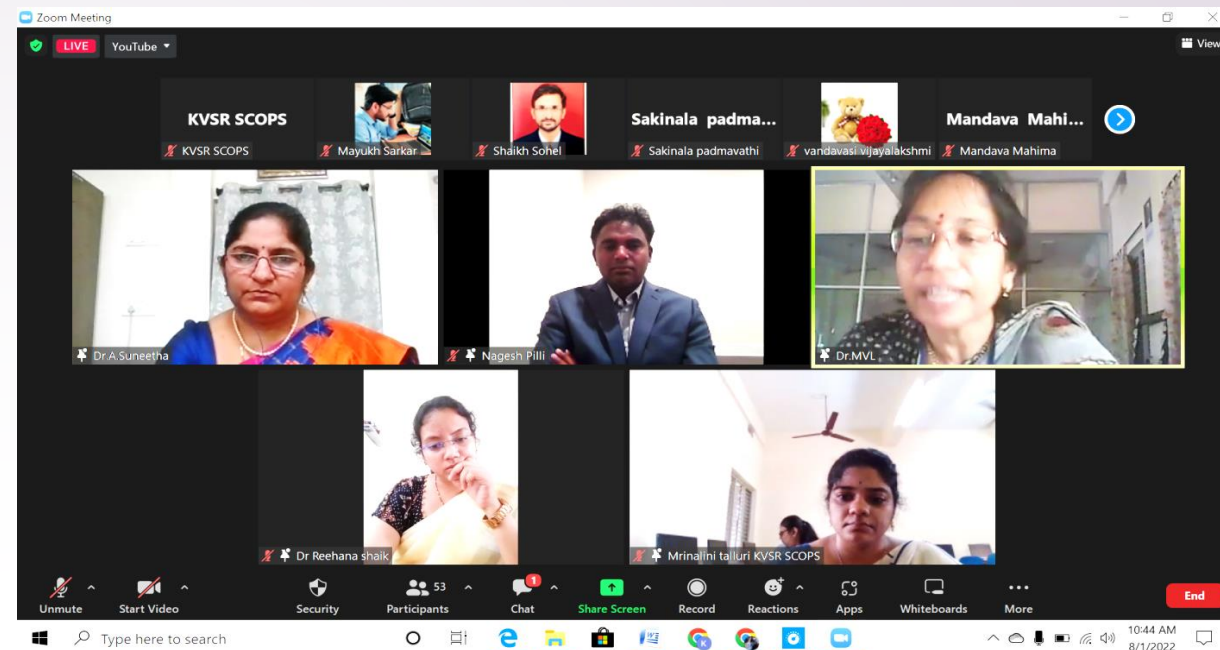 Zoom Meeting
LIVE YouTube
View
KVSR SCOPS Sakinala padma... Mandava Mahi...
KVSR SCOPS Mayukh Sarkar Shaikh Sohel Sakinala padmavathi vandavasi vijayalakshmi Mandava Mahima
Dr.A.Suneetha Nagesh Pilli Dr.MVL
Dr Reehana shaik Mrinalini talluri KVSR SCOPS
53 1
Unmute Start Video Security Participants Chat Share Screen Record Reactions Apps Whiteboards More End
Type here to search
10:44 AM
8/1/2022